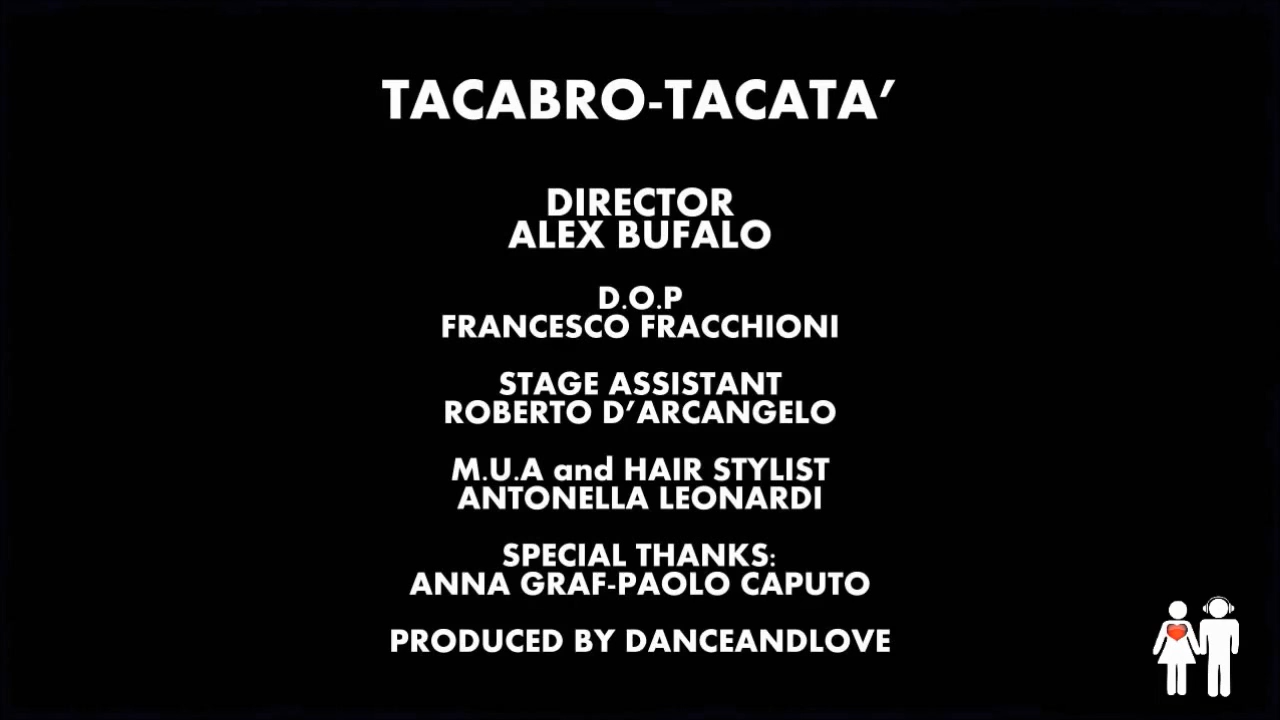 TACABRO-TACATA’
DIRECTOR
ALEX BUFALO
D.O.P
FRANCESCO FRACCHIONI
STAGE ASSISTANT
ROBERTO D’ARCANGELO
M.U.A and HAIR STYLIST
ANTONELLA LEONARDI
SPECIAL THANKS:
ANNA GRAF-PAOLO CAPUTO
PRODUCED BY DANCEANDLOVE